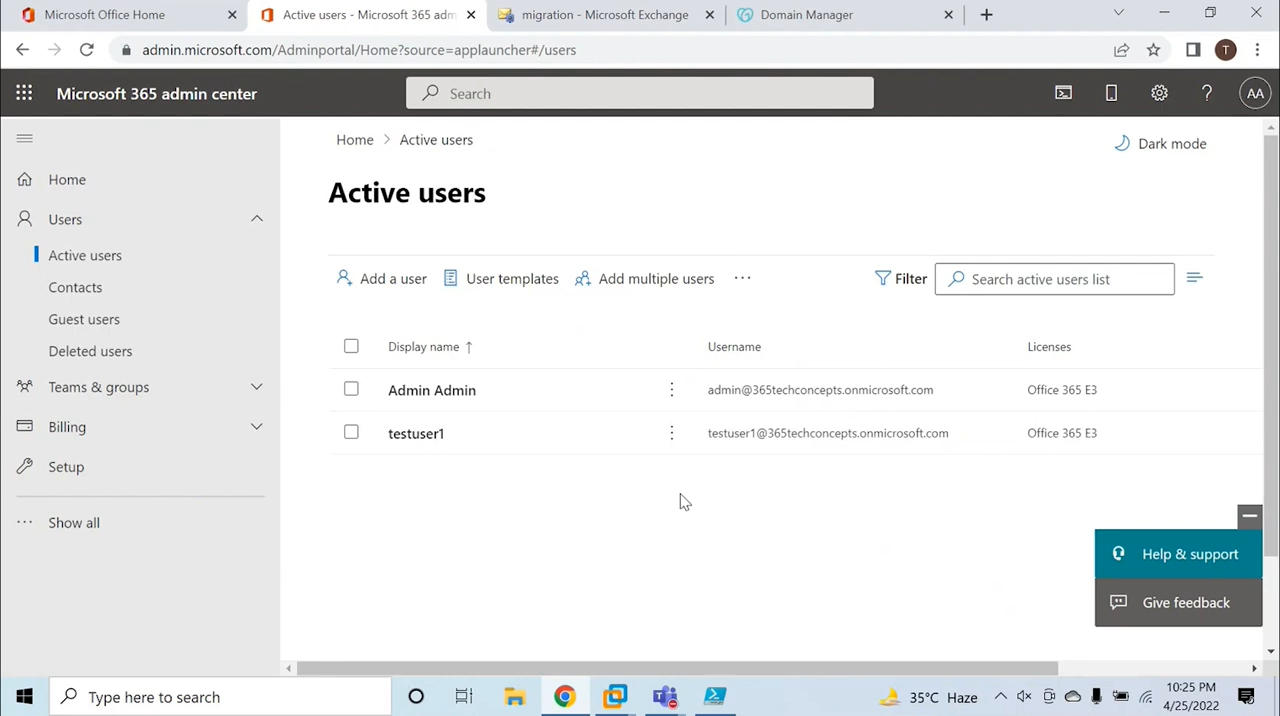 Microsoft Office Home
Active users - Microsoft 365 adm
migration - Microsoft Exchange
Domain Manager
admin.microsoft.com/Adminportal/Home?source=applauncher#/users
T
Microsoft 365 admin center
Search
AA
Home
Users
Active users
Contacts
Guest users
Deleted users
Teams & groups
Billing
Setup
Show all
Home > Active users
Dark mode
Active users
Add a user
User templates
Add multiple users
Filter
Search active users list
Display name ↑ Username Licenses
Admin Admin admin@365techconcepts.onmicrosoft.com Office 365 E3
testuser1 testuser1@365techconcepts.onmicrosoft.com Office 365 E3
Help & support
Give feedback
Type here to search
35°C Haze
10:25 PM
4/25/2022